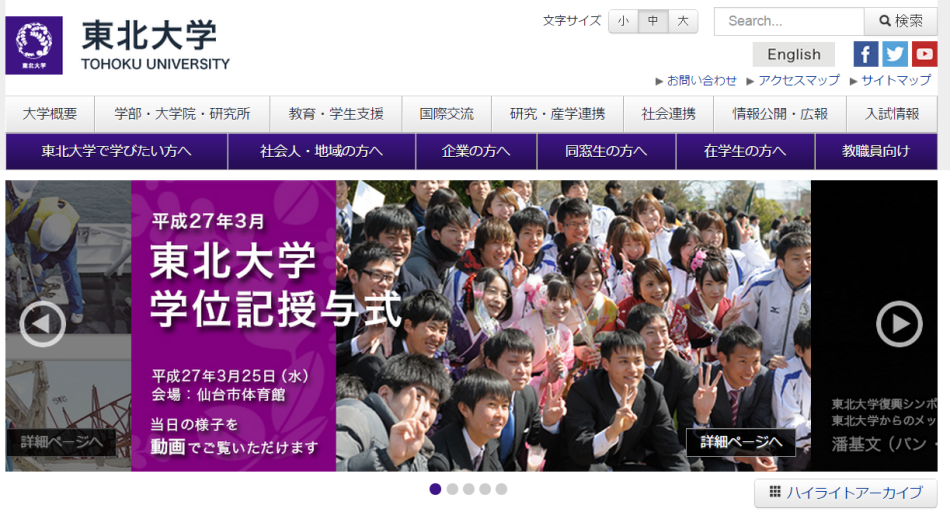 東北大学
東北大学
TOHOKU UNIVERSITY
文字サイズ 小 中 大
Search...
検索
English
お問い合わせ アクセスマップ サイトマップ
大学概要 学部・大学院・研究所 教育・学生支援 国際交流 研究・産学連携 社会連携 情報公開・広報 入試情報
東北大学で学びたい方へ 社会人・地域の方へ 企業の方へ 同窓生の方へ 在学生の方へ 教職員向け
平成27年3月
東北大学
学位記授与式
平成27年3月25日（水）
会場：仙台市体育館
当日の様子を
動画でご覧いただけます
詳細ページへ
詳細ページへ
東北大学復興シンポ
東北大学からのメッ
潘基文（パン・
ハイライトアーカイブ